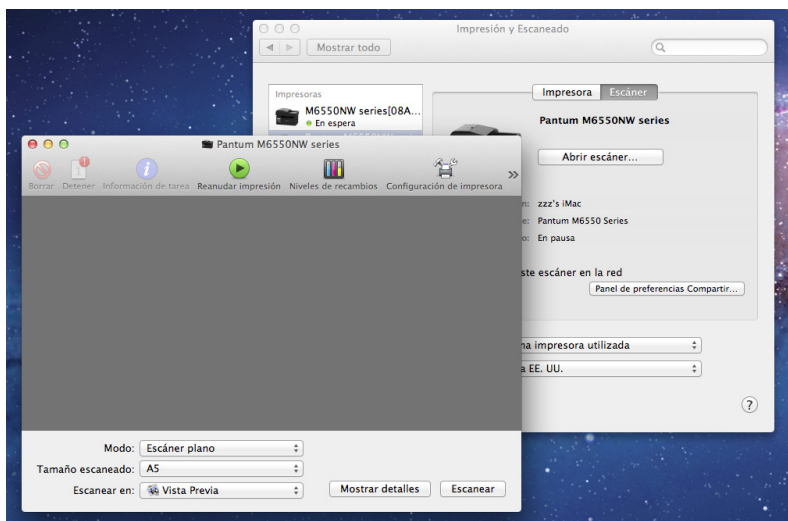 Impresión y Escaneado
Mostrar todo
Impresoras
M6550NW series[08A...
En espera
Impresora
Escáner
Pantum M6550NW series
Abrir escáner...
zzz's iMac
Pantum M6550 Series
En pausa
ste escáner en la red
Panel de preferencias Compartir...
na impresora utilizada
a EE. UU.
?
Pantum M6550NW series
1
Borrar
Detener
Información de tarea
Reanudar impresión
Niveles de recambios
Configuración de impresora
Modo: Escáner plano
Tamaño escaneado: A5
Escanear en: Vista Previa
Mostrar detalles
Escanear